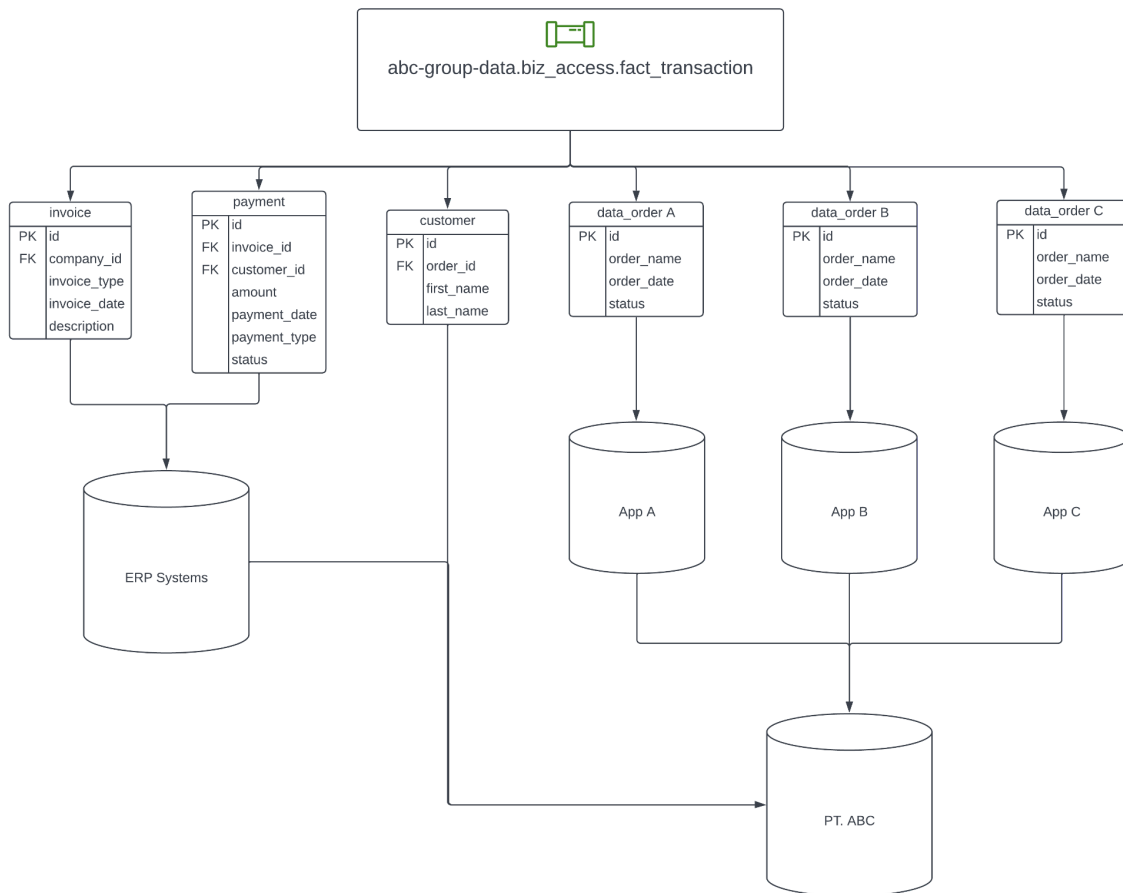 abc-group-data.biz_access.fact_transaction
invoice
PK id
FK company_id
invoice_type
invoice_date
description
payment
PK id
FK invoice_id
FK customer_id
amount
payment_date
payment_type
status
customer
PK id
FK order_id
first_name
last_name
data_order A
PK id
order_name
order_date
status
data_order B
PK id
order_name
order_date
status
data_order C
PK id
order_name
order_date
status
ERP Systems
App A
App B
App C
PT. ABC